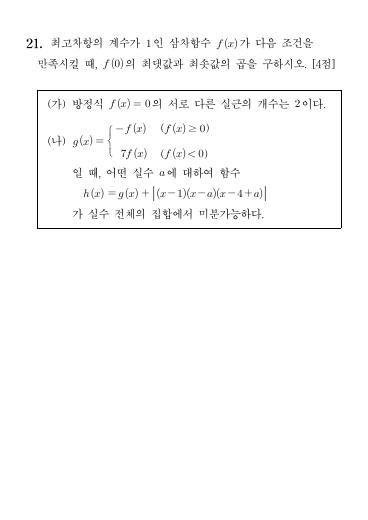 21. 최고차항의 계수가 1인 삼차함수 f(x)가 다음 조건을
만족시킬 때, f(0)의 최댓값과 최솟값의 곱을 구하시오. [4점]
(가) 방정식 f(x)=0의 서로 다른 실근의 개수는 2이다.
(나) g(x)={ -f(x) (f(x)≥0)
7f(x) (f(x)<0)
일 때, 어떤 실수 a에 대하여 함수
h(x)=g(x)+|(x-1)(x-a)(x-4+a)|
가 실수 전체의 집합에서 미분가능하다.